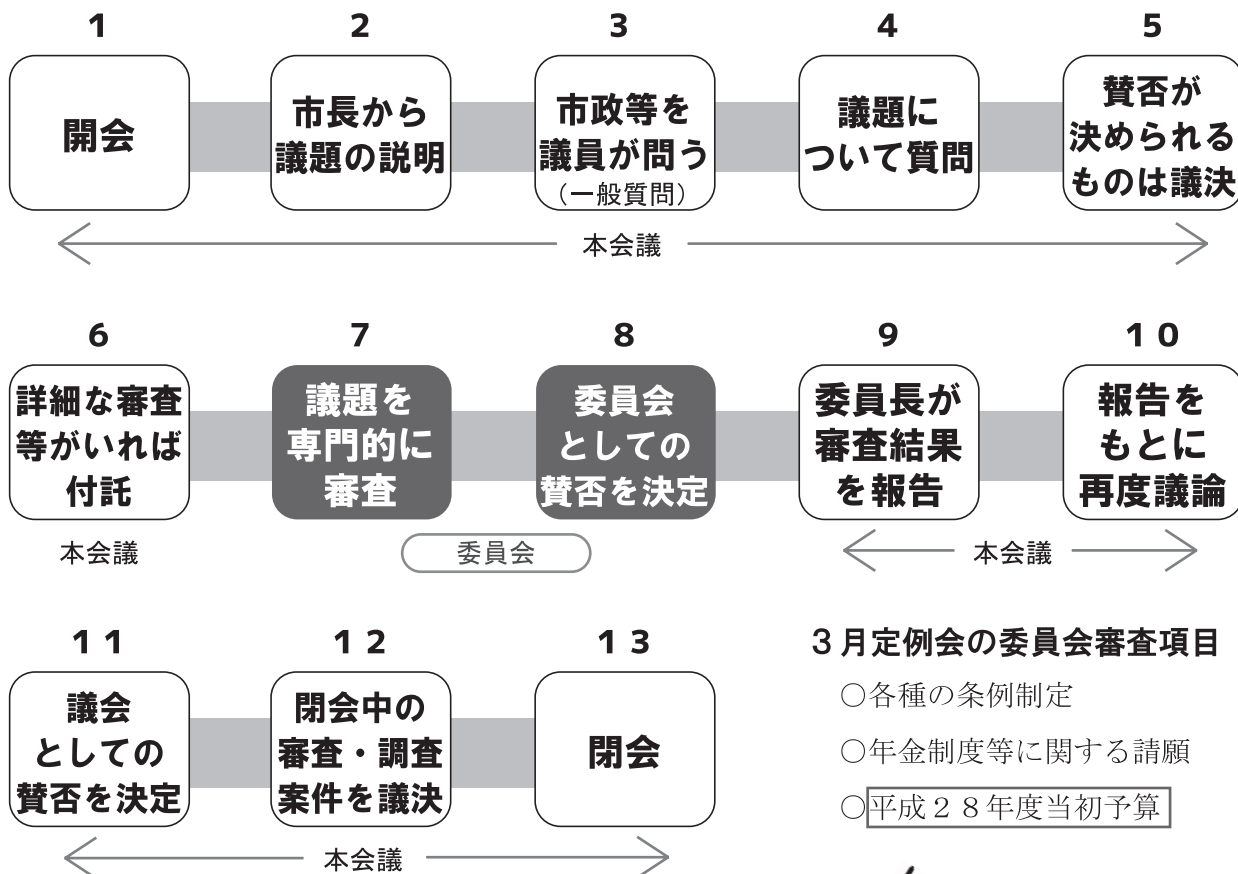 1
開会
2
市長から
議題の説明
3
市政等を
議員が問う
（一般質問）
4
議題に
ついて質問
5
賛否が
決められる
ものは議決
本会議
6
詳細な審査
等がいれば
付託
本会議
7
議題を
専門的に
審査
8
委員会
としての
賛否を決定
委員会
9
委員長が
審査結果
を報告
10
報告を
もとに
再度議論
本会議
11
議会
としての
賛否を決定
12
閉会中の
審査・調査
案件を議決
13
閉会
本会議
３月定例会の委員会審査項目
○各種の条例制定
○年金制度等に関する請願
○平成２８年度当初予算